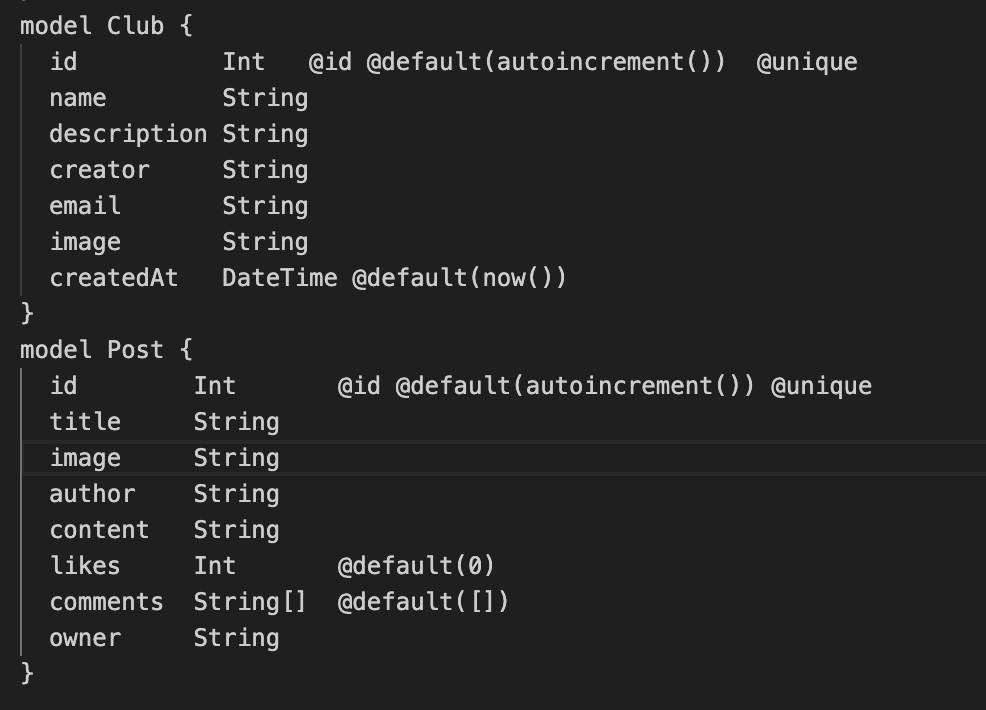 model Club {
  id          Int   @id @default(autoincrement())  @unique
  name        String
  description String
  creator     String
  email       String
  image       String
  createdAt   DateTime @default(now())
}
model Post {
  id        Int       @id @default(autoincrement()) @unique
  title     String
  image     String
  author    String
  content   String
  likes     Int       @default(0)
  comments  String[]  @default([])
  owner     String
}